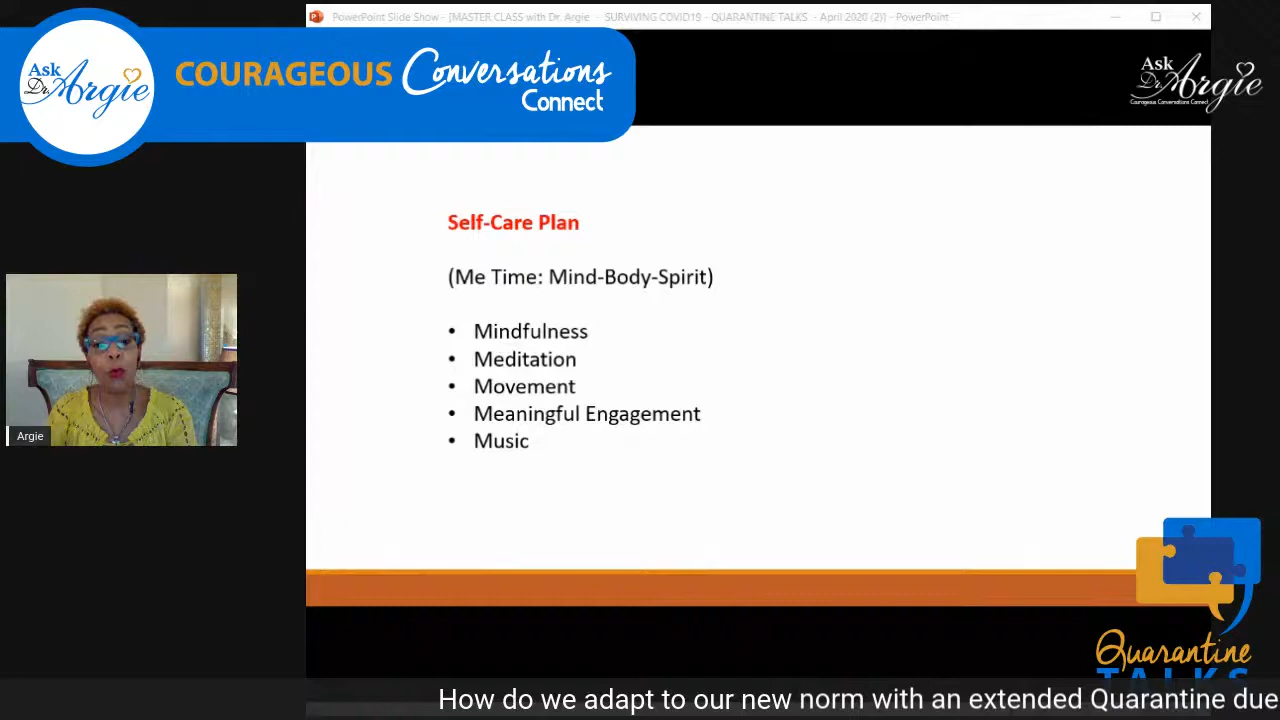 PowerPoint Slide Show - [MASTER CLASS with Dr. Argie - SURVIVING COVID19 - QUARANTINE TALKS - April 2020 (2)] - PowerPoint
Ask
Dr. Argie
COURAGEOUS Conversations
Connect
Ask
Dr. Argie
Courageous Conversations Connect
Self-Care Plan
(Me Time: Mind-Body-Spirit)
• Mindfulness
• Meditation
• Movement
• Meaningful Engagement
• Music
Argie
Quarantine
TALKS
How do we adapt to our new norm with an extended Quarantine due